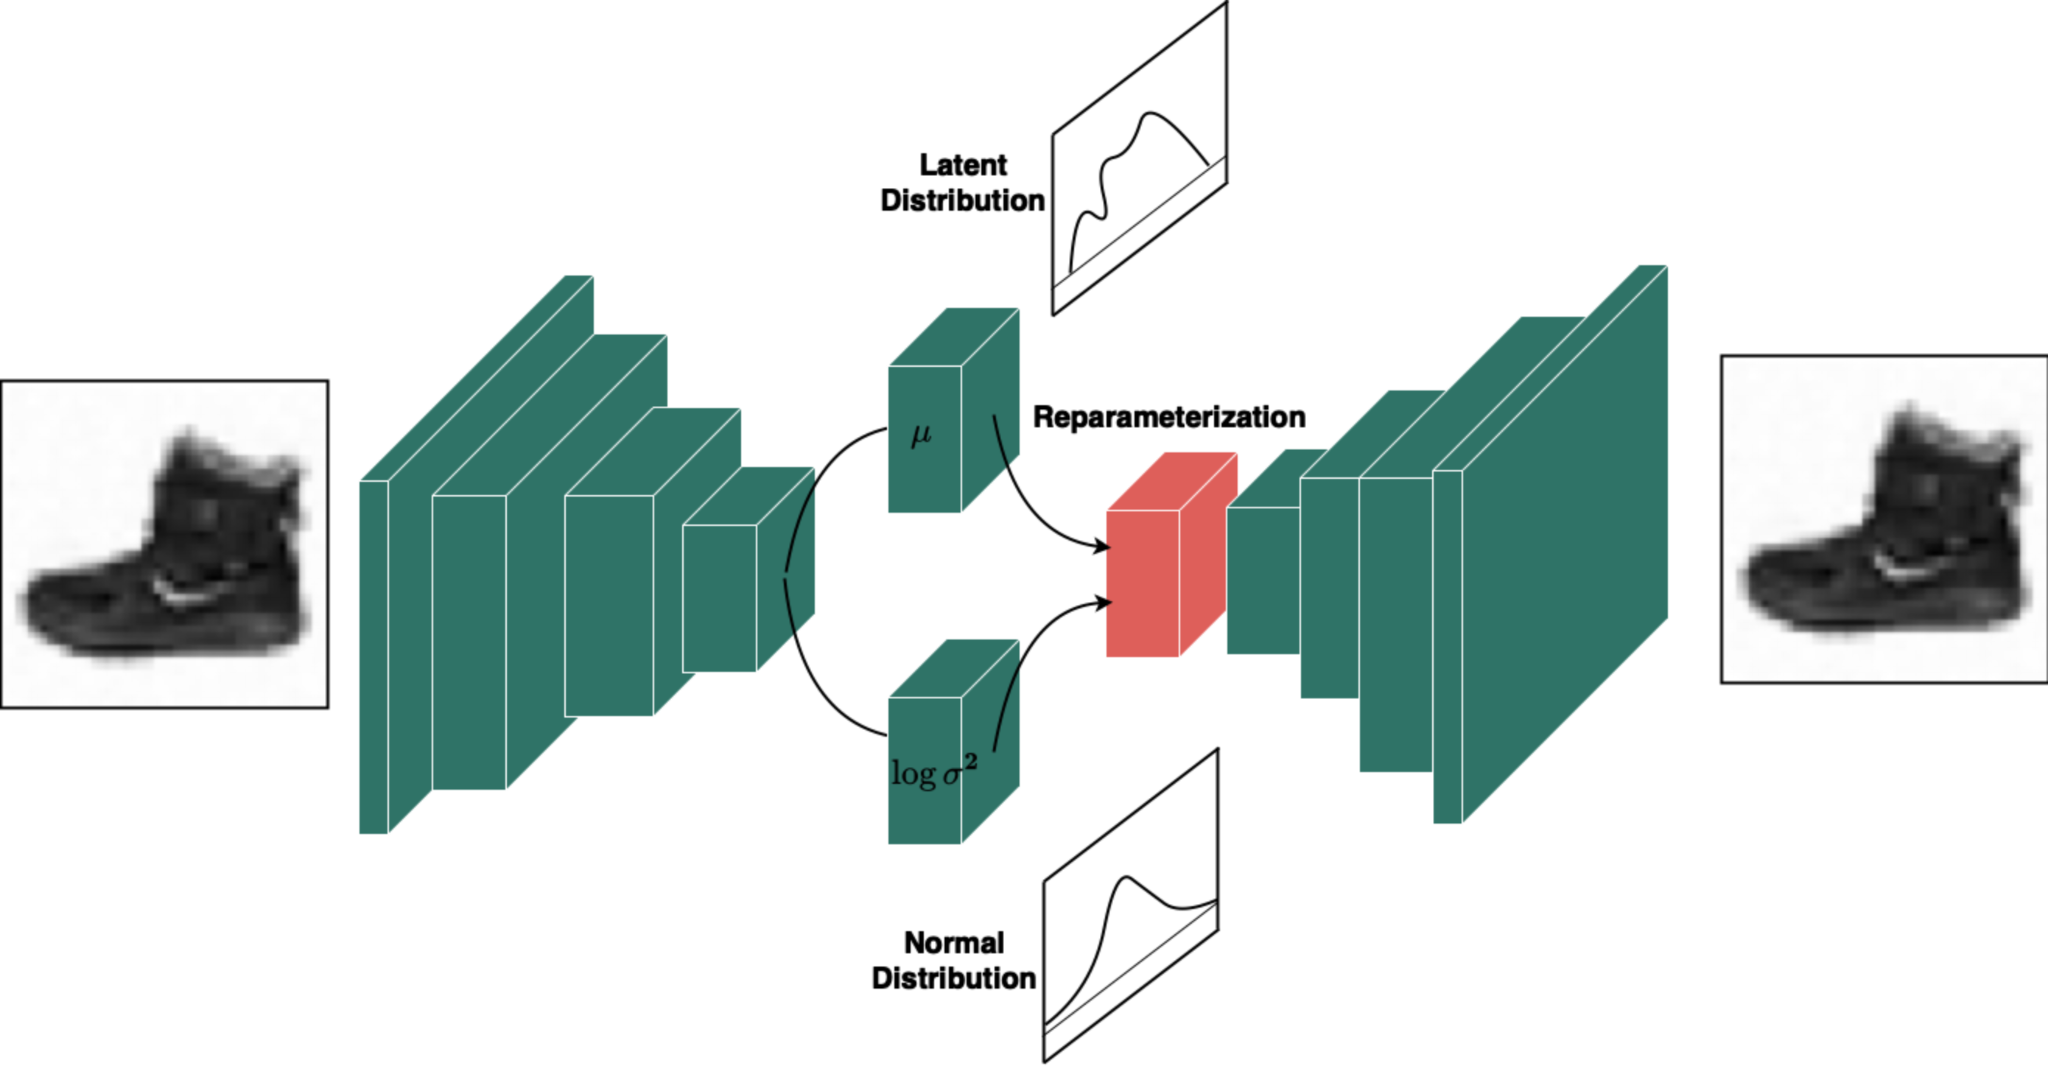 Latent
Distribution
μ
Reparameterization
log σ²
Normal
Distribution